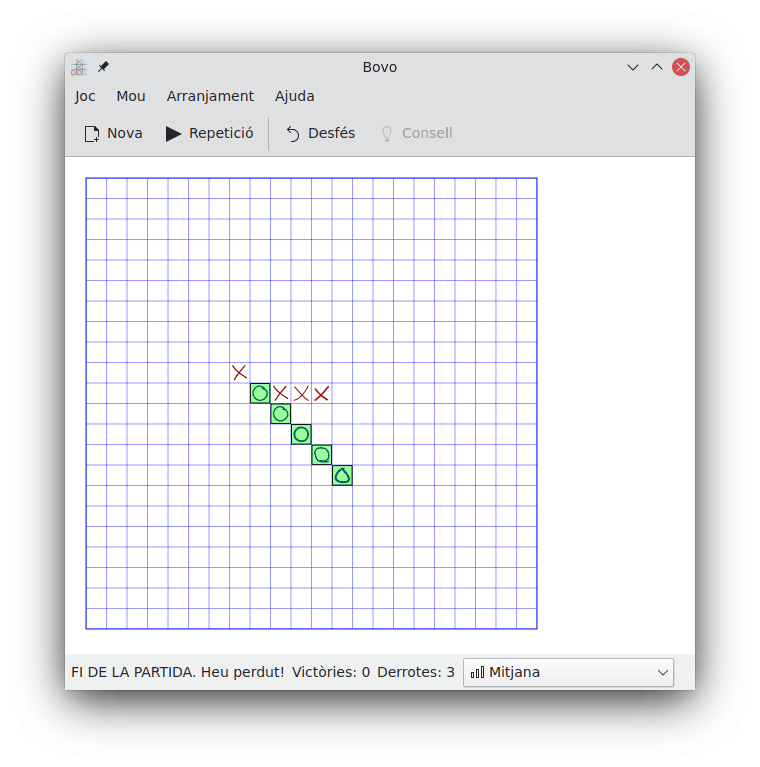 Bovo
Joc Mou Arranjament Ajuda
Nova Repetició Desfés Consell
FI DE LA PARTIDA. Heu perdut! Victòries: 0 Derrotes: 3 Mitjana